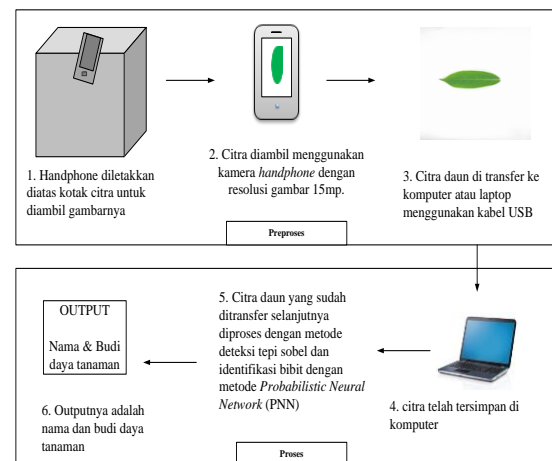 1. Handphone diletakkan
diatas kotak citra untuk
diambil gambarnya
2. Citra diambil menggunakan
kamera handphone dengan
resolusi gambar 15mp.
3. Citra daun di transfer ke
komputer atau laptop
menggunakan kabel USB
Preproses
4. citra telah tersimpan di
komputer
5. Citra daun yang sudah
ditransfer selanjutnya
diproses dengan metode
deteksi tepi sobel dan
identifikasi bibit dengan
metode Probabilistic Neural
Network (PNN)
OUTPUT
Nama & Budi
daya tanaman
6. Outputnya adalah
nama dan budi daya
tanaman
Proses